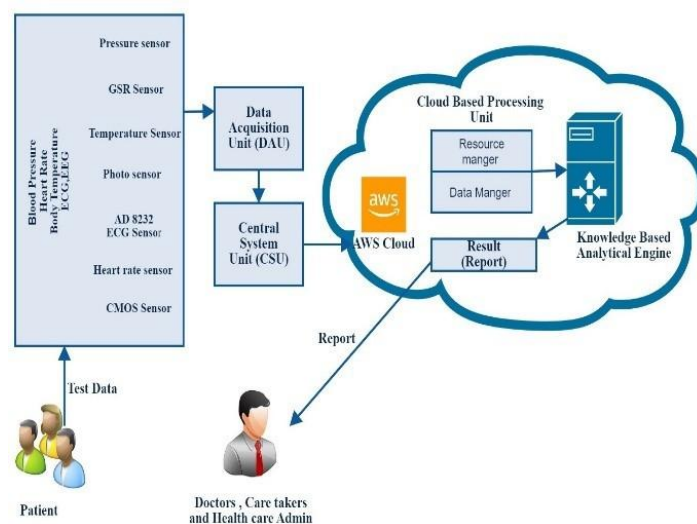 Blood Pressure
Heart Rate
Body Temperature
ECG,EEG
Pressure sensor
GSR Sensor
Temperature Sensor
Photo sensor
AD 8232
ECG Sensor
Heart rate sensor
CMOS Sensor
Test Data
Patient
Data
Acquisition
Unit (DAU)
Central
System
Unit (CSU)
Cloud Based Processing
Unit
Resource
manger
Data Manger
aws
AWS Cloud
Result
(Report)
Knowledge Based
Analytical Engine
Report
Doctors , Care takers
and Health care Admin